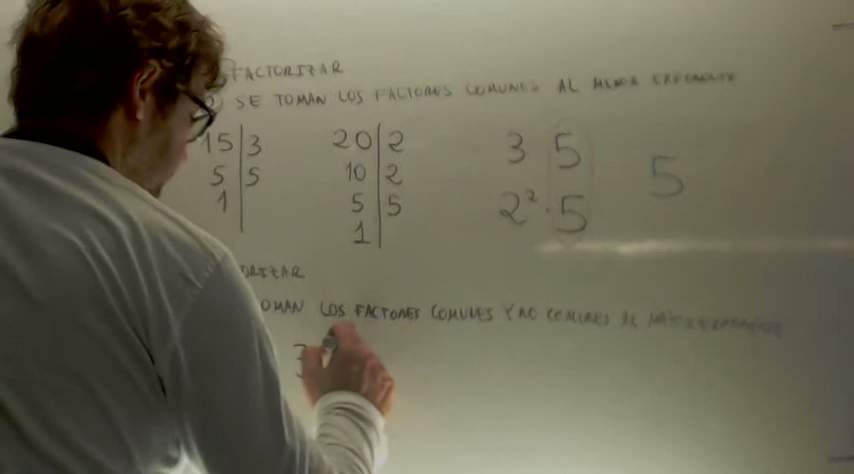 FACTORIZAR
SE TOMAN LOS FACTORES COMUNES AL MENOR EXPONENTE
15 | 3 20 | 2 3 5
5 | 5 10 | 2 5
1 | 5 | 5 2² · 5
1 |
ORIZAR
OMAN LOS FACTORES COMUNES Y NO COMUNES AL MAYOR EXPONENTE